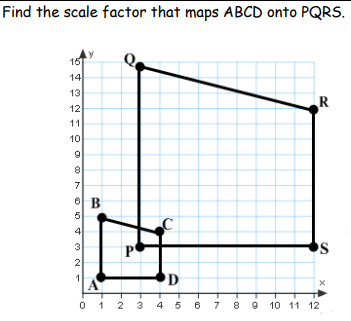 Find the scale factor that maps ABCD onto PQRS.
y
15
Q
14
13
R
12
11
10
9
8
7
6
B
5
C
4
3
P
S
2
1
A
D
x
0 1 2 3 4 5 6 7 8 9 10 11 12